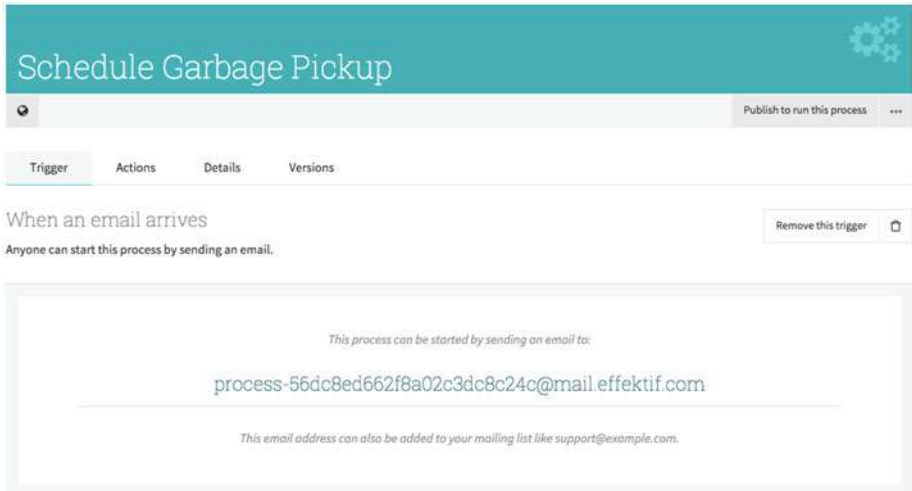 Schedule Garbage Pickup
Publish to run this process
Trigger Actions Details Versions
When an email arrives
Remove this trigger
Anyone can start this process by sending an email.
This process can be started by sending an email to:
process-56dc8ed662f8a02c3dc8c24c@mail.effektif.com
This email address can also be added to your mailing list like support@example.com.